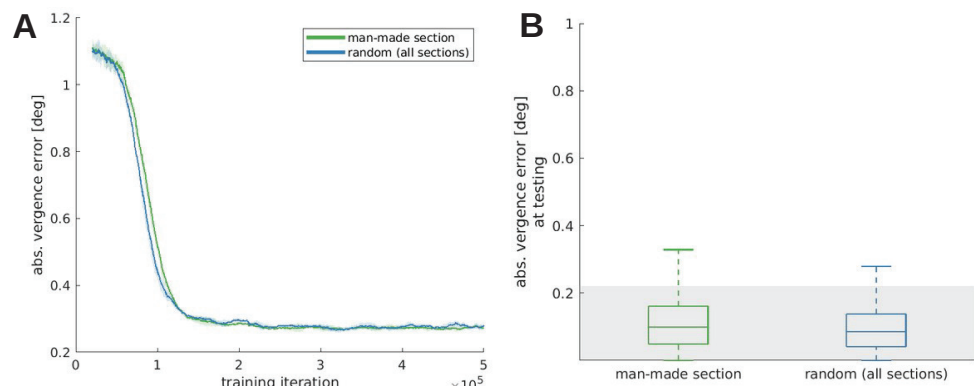 A
abs. vergence error [deg]
1.2
1
0.8
0.6
0.4
0.2
0
1
2
3
4
5
×10⁵
training iteration
man-made section
random (all sections)
B
abs. vergence error [deg]
at testing
1
0.8
0.6
0.4
0.2
man-made section
random (all sections)